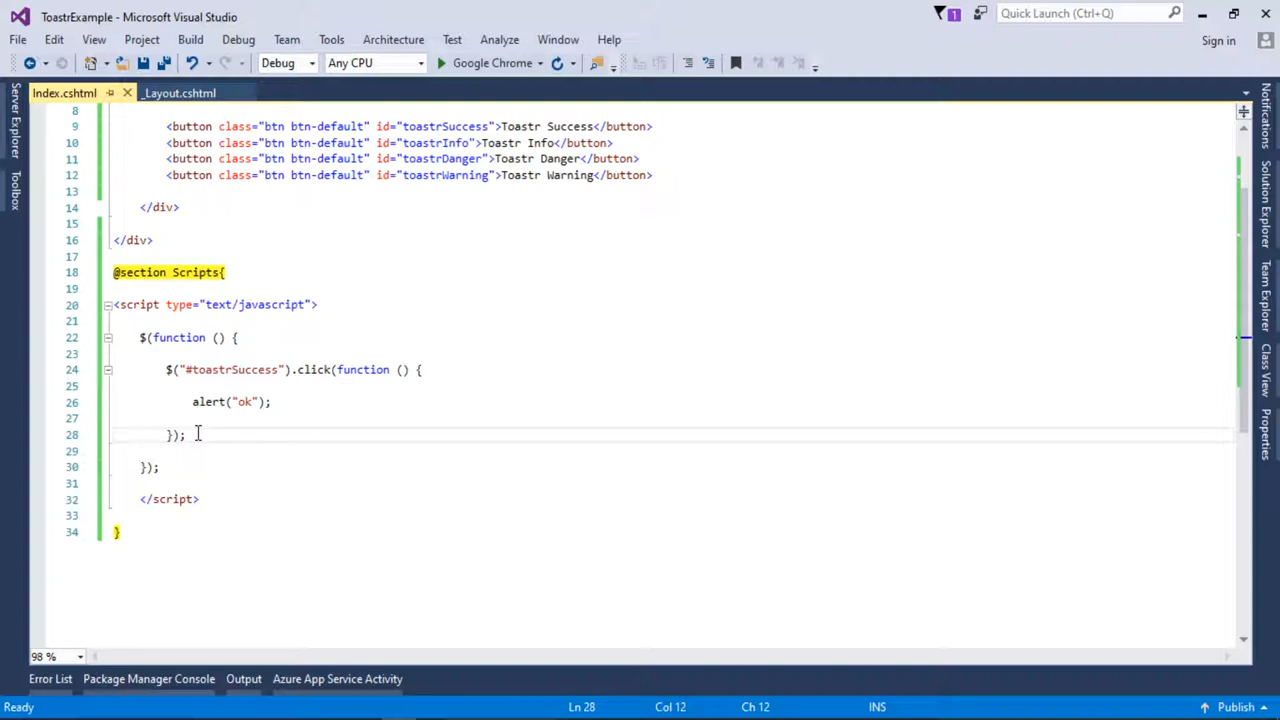 ToastrExample - Microsoft Visual Studio
1
Quick Launch (Ctrl+Q)
File Edit View Project Build Debug Team Tools Architecture Test Analyze Window Help
Sign in
Debug Any CPU Google Chrome
Index.cshtml _Layout.cshtml
Server Explorer
Toolbox
Notifications
Solution Explorer
Team Explorer
Class View
Properties
8
9 <button class="btn btn-default" id="toastrSuccess">Toastr Success</button>
10 <button class="btn btn-default" id="toastrInfo">Toastr Info</button>
11 <button class="btn btn-default" id="toastrDanger">Toastr Danger</button>
12 <button class="btn btn-default" id="toastrWarning">Toastr Warning</button>
13
14 </div>
15
16 </div>
17
18 @section Scripts{
19
20 <script type="text/javascript">
21
22 $(function () {
23
24 $("#toastrSuccess").click(function () {
25
26 alert("ok");
27
28 });
29
30 });
31
32 </script>
33
34 }
98 %
Error List Package Manager Console Output Azure App Service Activity
Ready Ln 28 Col 12 Ch 12 INS Publish